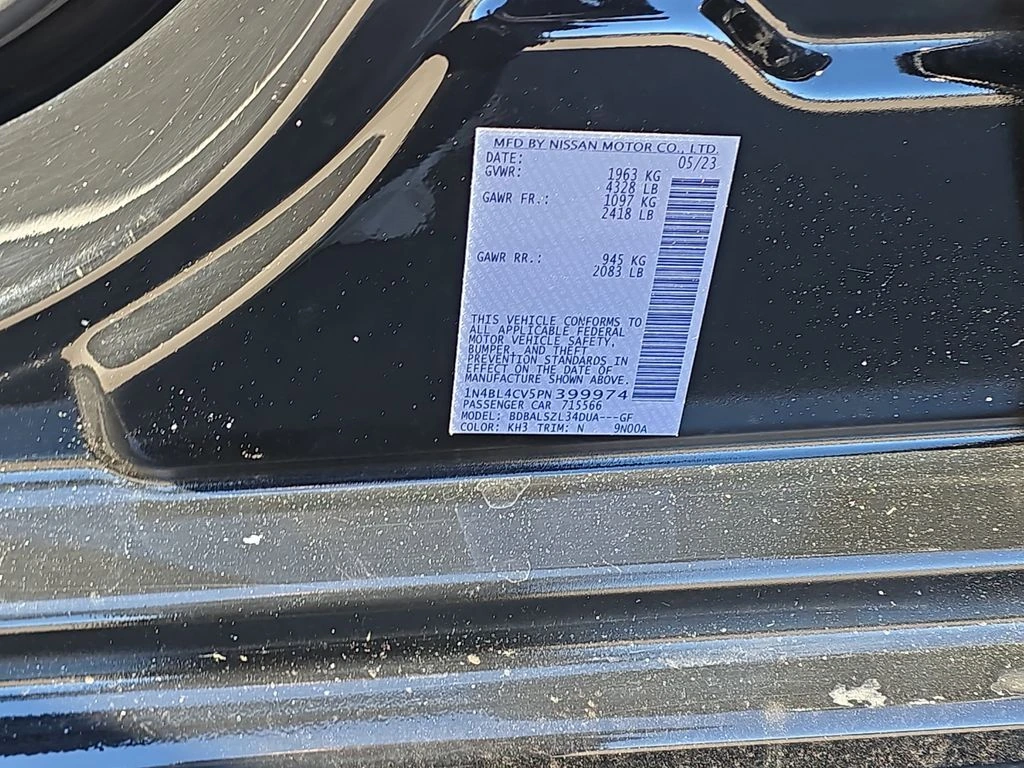 MFD BY NISSAN MOTOR CO., LTD.
DATE: 05/23
GVWR: 1963 KG
4328 LB
GAWR FR.: 1097 KG
2418 LB
GAWR RR.: 945 KG
2083 LB
THIS VEHICLE CONFORMS TO
ALL APPLICABLE FEDERAL
MOTOR VEHICLE SAFETY,
BUMPER, AND THEFT
PREVENTION STANDARDS IN
EFFECT ON THE DATE OF
MANUFACTURE SHOWN ABOVE.
1N4BL4CV5PN399974
PASSENGER CAR 715566
MODEL: BDBALSZL34DUA---GF
COLOR: KH3 TRIM: N 9N00A